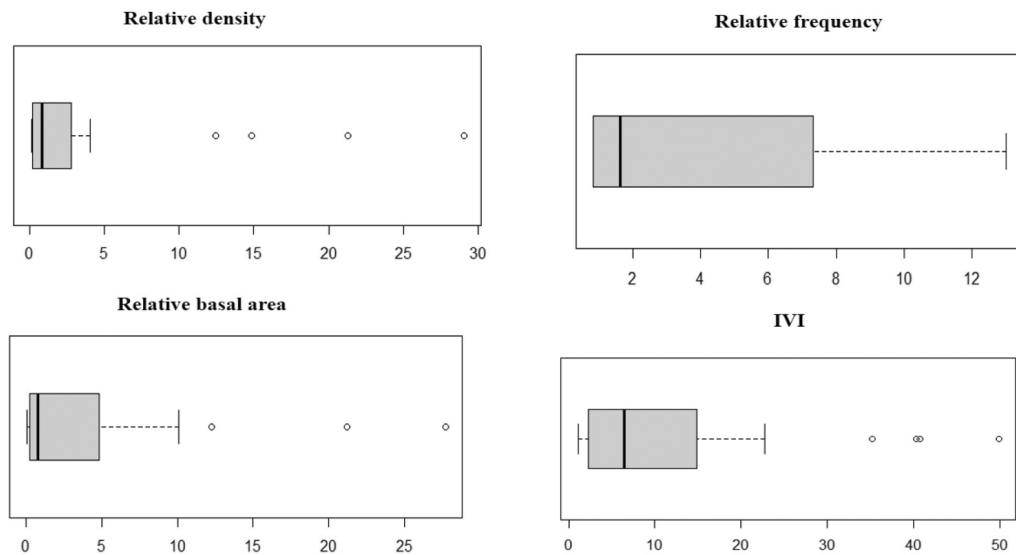 Relative density
0 5 10 15 20 25 30
Relative frequency
2 4 6 8 10 12
Relative basal area
0 5 10 15 20 25
IVI
0 10 20 30 40 50